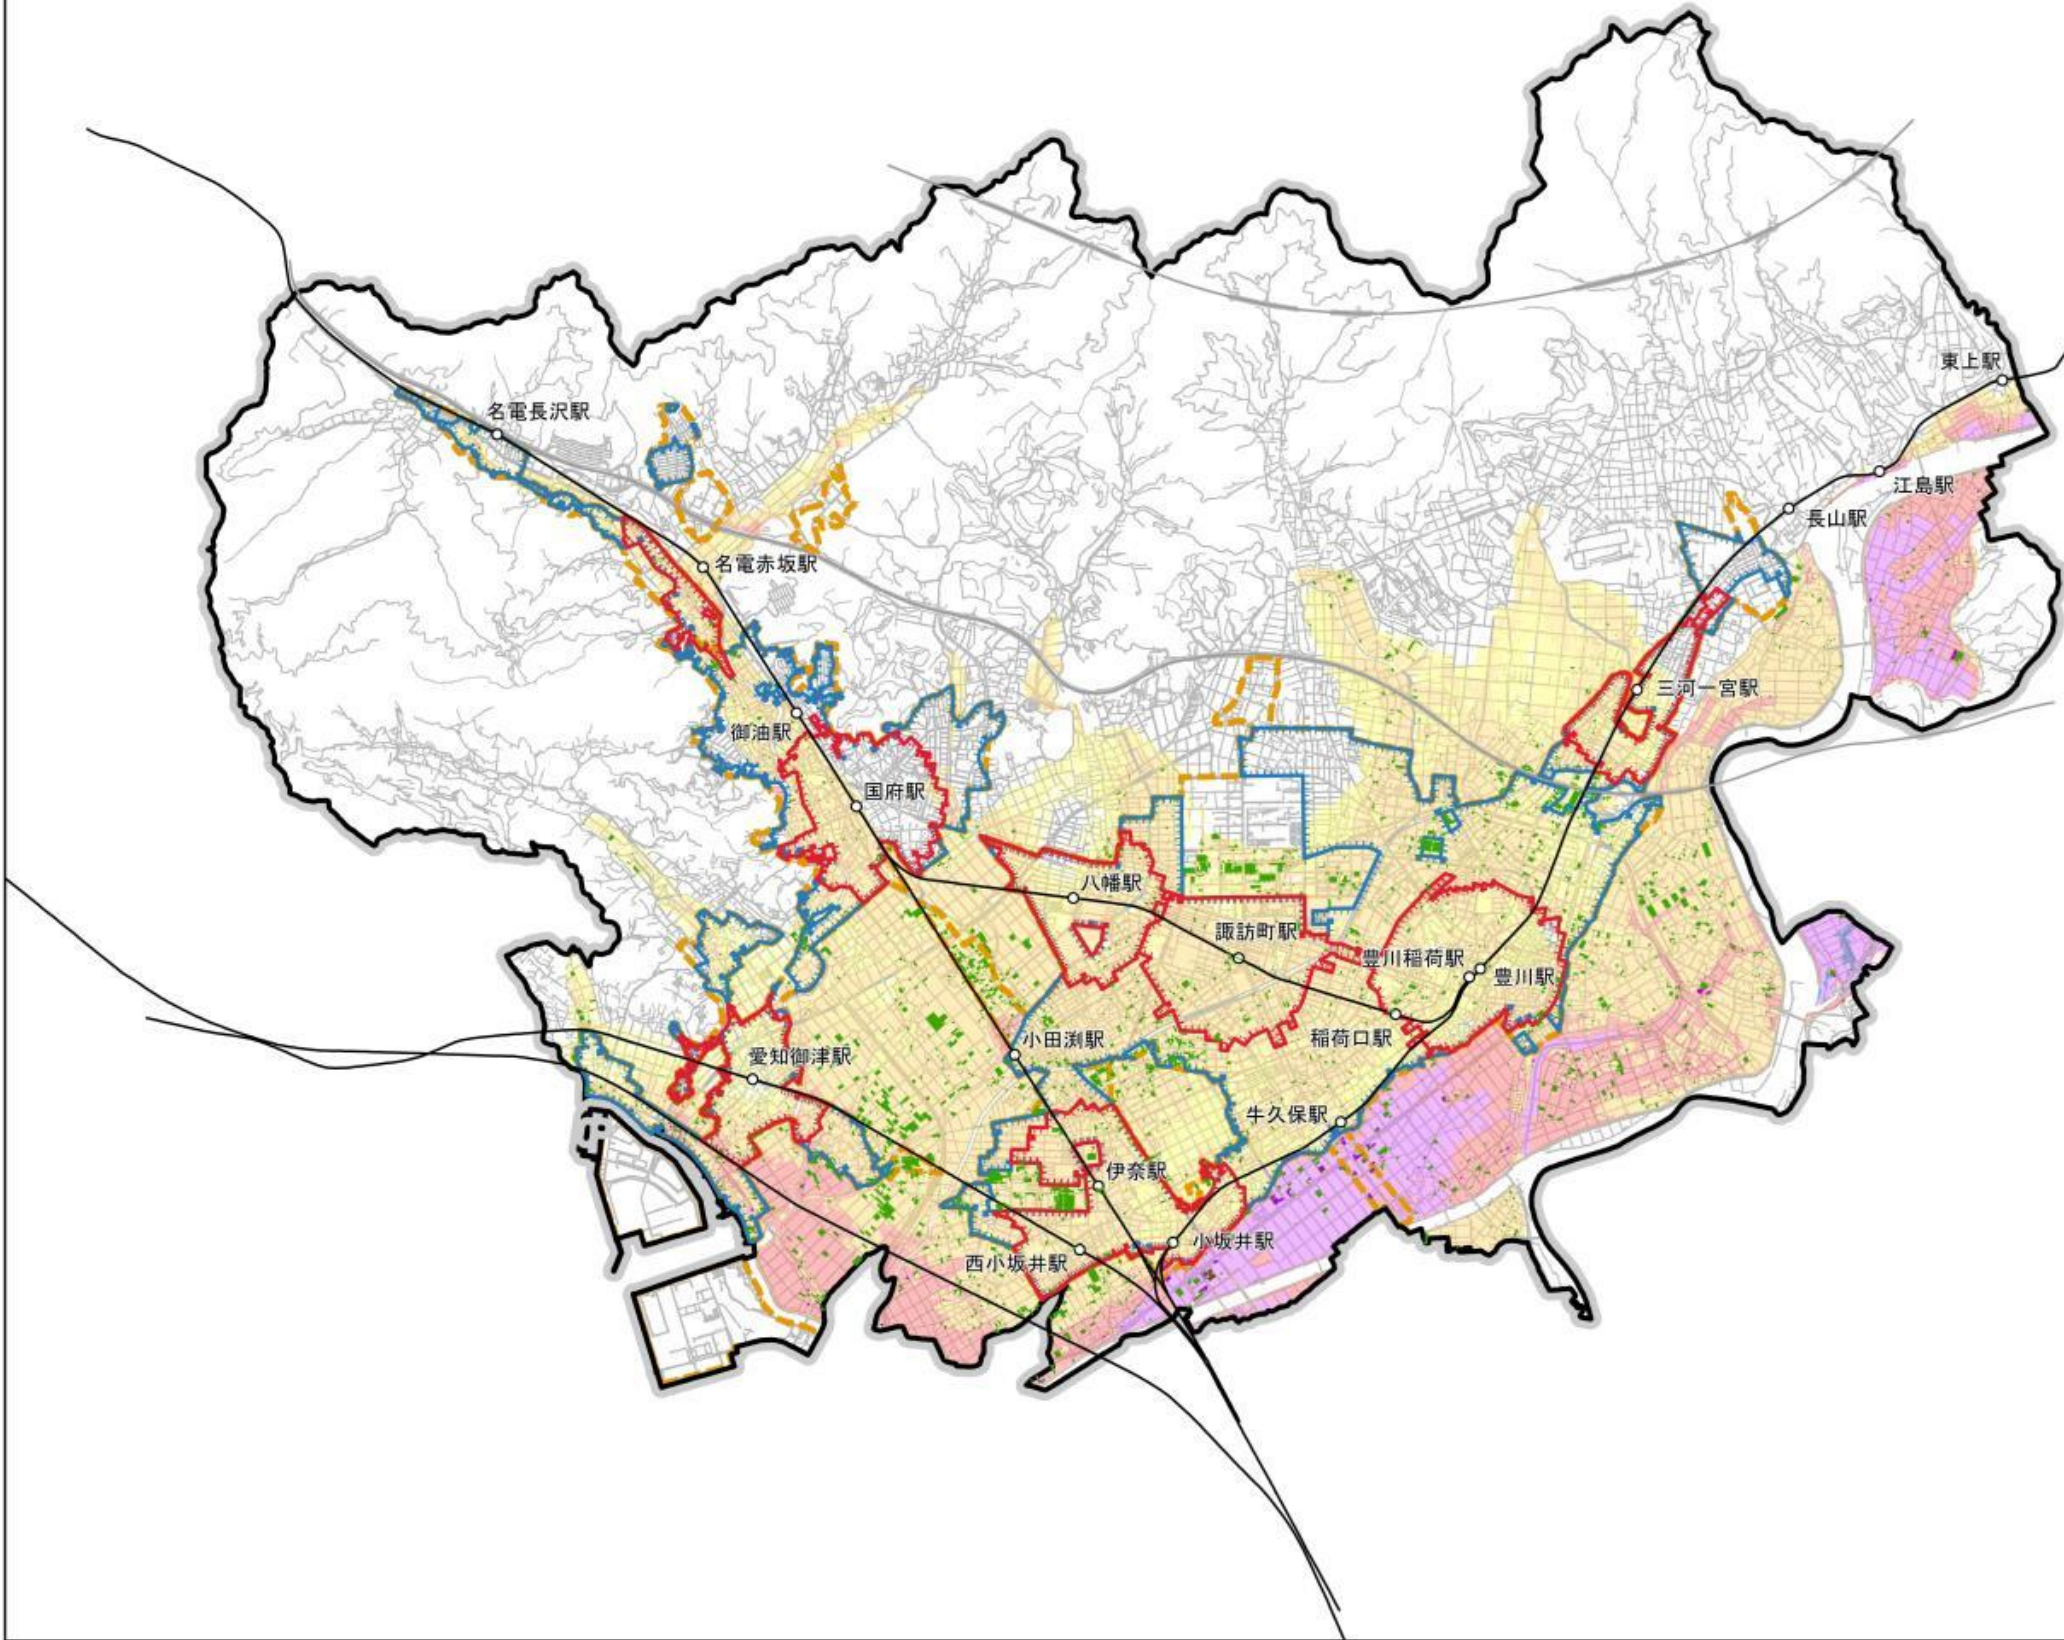 東上駅
名電長沢駅
江島駅
長山駅
名電赤坂駅
三河一宮駅
御油駅
国府駅
八幡駅
諏訪町駅
豊川稲荷駅
豊川駅
稲荷口駅
小田渕駅
愛知御津駅
牛久保駅
伊奈駅
小坂井駅
西小坂井駅